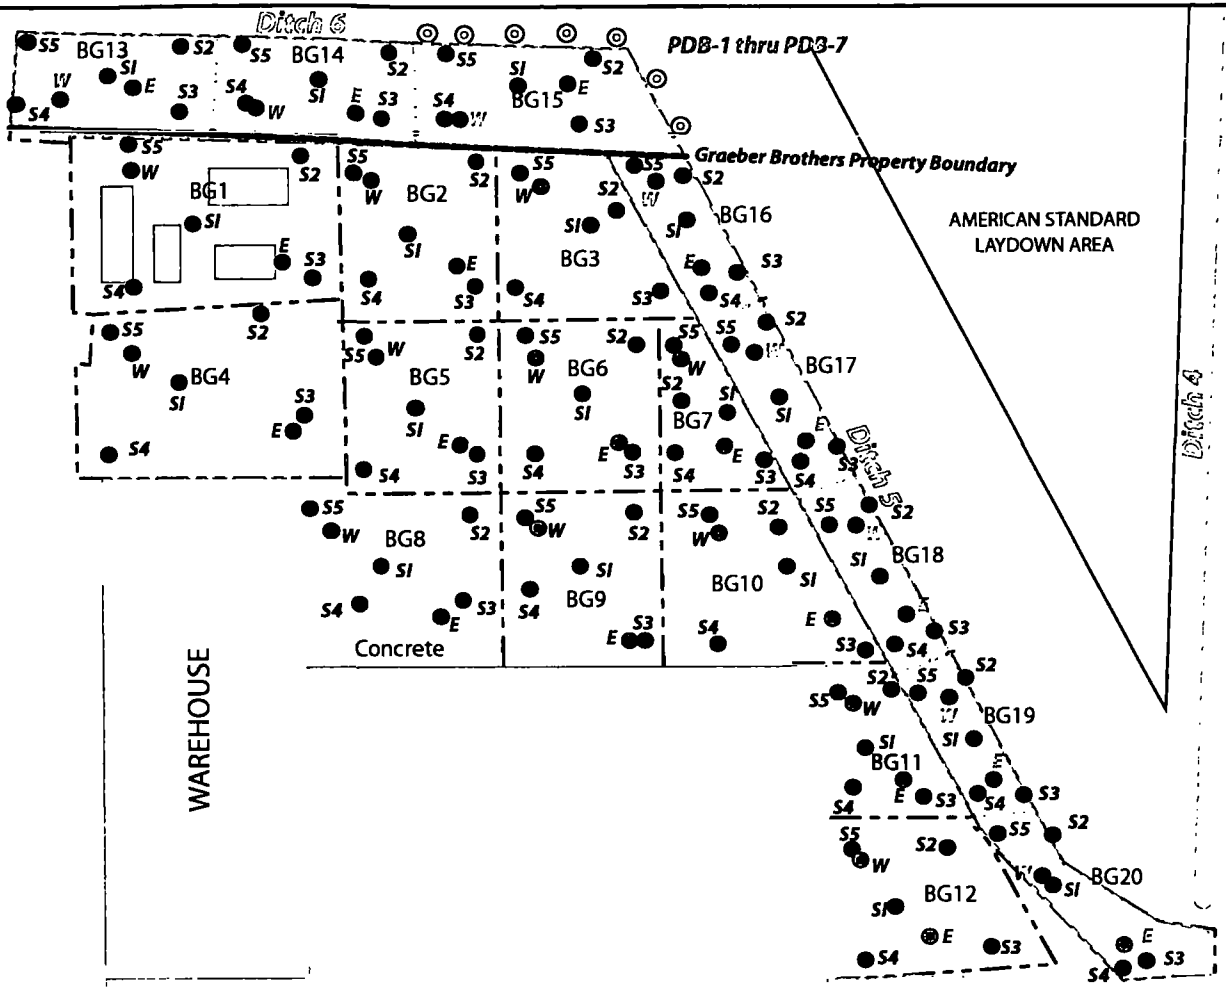 Ditch 6
PDB-1 thru PDB-7
S5
BG13
S2
S5
BG14
S2
S5
S2
SI
W
E
S4
S3
S4
W
SI
E
S3
SI
E
BG15
S4
W
S3
Graeber Brothers Property Boundary
AMERICAN STANDARD
LAYDOWN AREA
S5
W
S2
BG1
SI
E
S3
S4
S5
W
BG2
S2
SI
E
S4
S3
S5
W
S2
SI
BG3
S4
S3
S5
W
S2
SI
BG16
E
S3
S4
S2
S5
W
BG4
SI
S3
E
S4
S5
W
S2
BG5
SI
E
S4
S3
S5
W
S2
BG6
SI
E
S4
S3
S5
W
S2
BG7
SI
E
S4
S3
S2
S5
W
BG17
SI
E
S3
S4
Ditch 5
Ditch 4
S5
W
BG8
S2
SI
S4
S3
E
Concrete
S5
W
S2
SI
BG9
S4
E
S3
S5
W
S2
SI
BG10
E
S4
S3
S2
S5
W
SI
BG18
E
S3
S4
WAREHOUSE
S5
W
S2
SI
BG11
E
S3
S4
S5
S2
W
BG19
SI
E
S4
S3
S5
W
S2
BG12
SI
E
S4
S3
S5
S2
W
SI
BG20
E
S3
S4